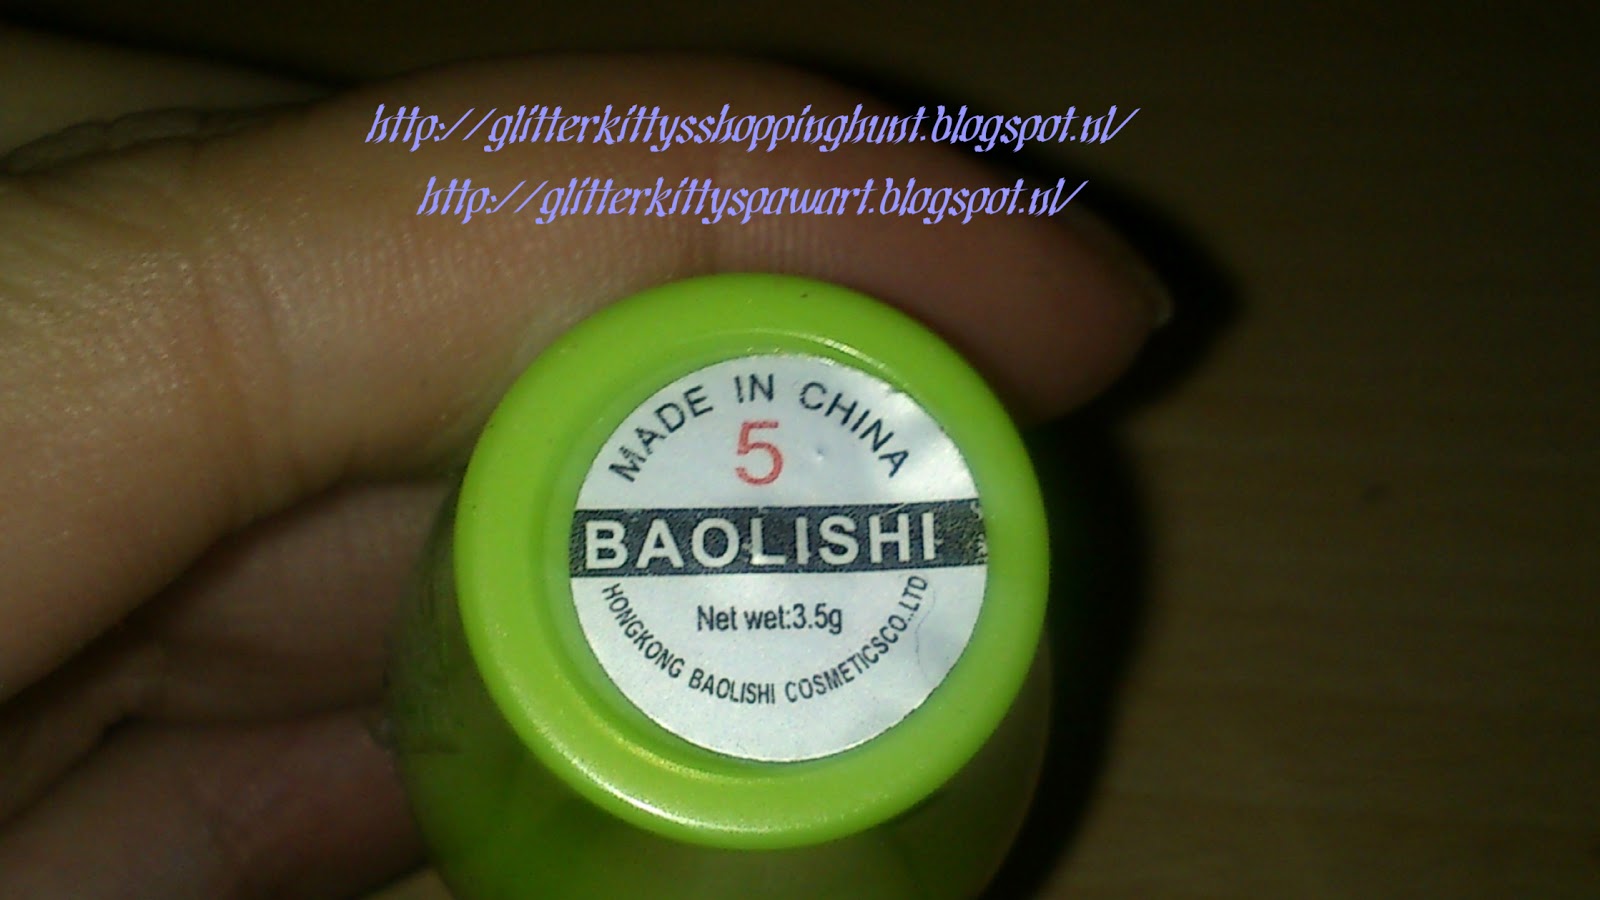 http://glitterkittysshoppinghunt.blogspot.nl/
http://glitterkittyspawart.blogspot.nl/
MADE IN CHINA
5
BAOLISHI
Net wet:3.5g
HONGKONG BAOLISHI COSMETICSCO.,LTD